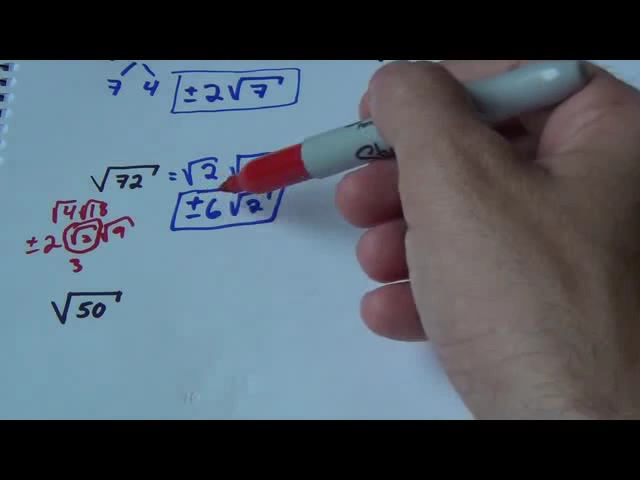 7 4 ±2√7
√72 = √2 √
±6√2
√4√18
±2 √2 √9
3
√50